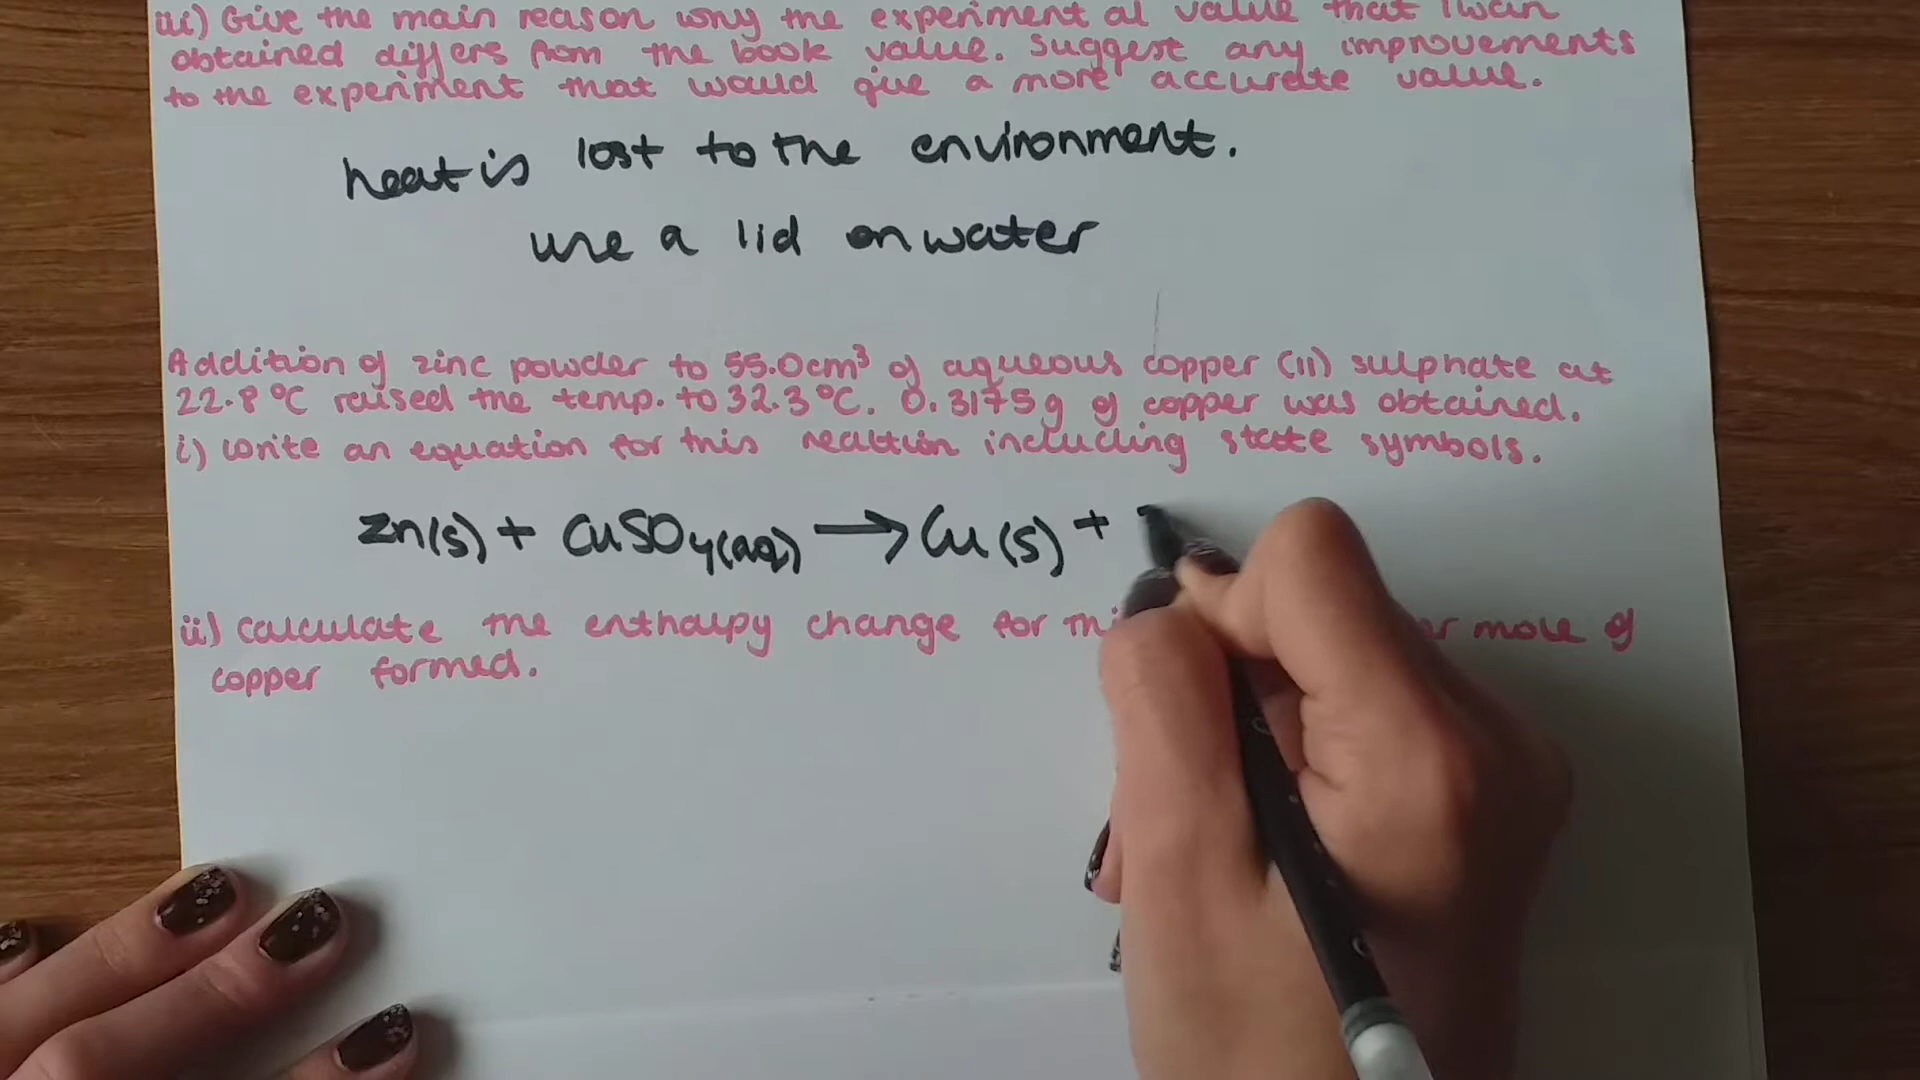 iii) Give the main reason why the experimental value that Iwan
obtained differs from the book value. Suggest any improvements
to the experiment that would give a more accurate value.
heat is lost to the environment.
use a lid on water
Addition of zinc powder to 55.0cm³ of aqueous copper (II) sulphate at
22.8°C raised the temp. to 32.3°C. 0.3175g of copper was obtained.
i) Write an equation for this reaction including state symbols.
Zn(s) + CuSO₄(aq) → Cu(s) +
ii) Calculate the enthalpy change for mole of
copper formed.